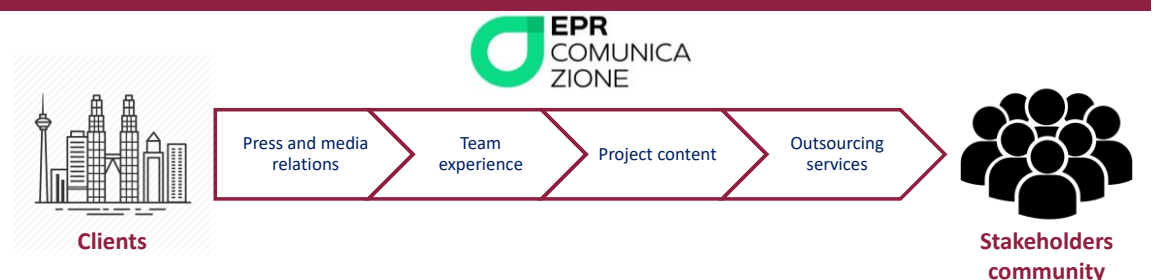 EPR
COMUNICA
ZIONE
Press and media
relations
Team
experience
Project content
Outsourcing
services
Clients
Stakeholders
community